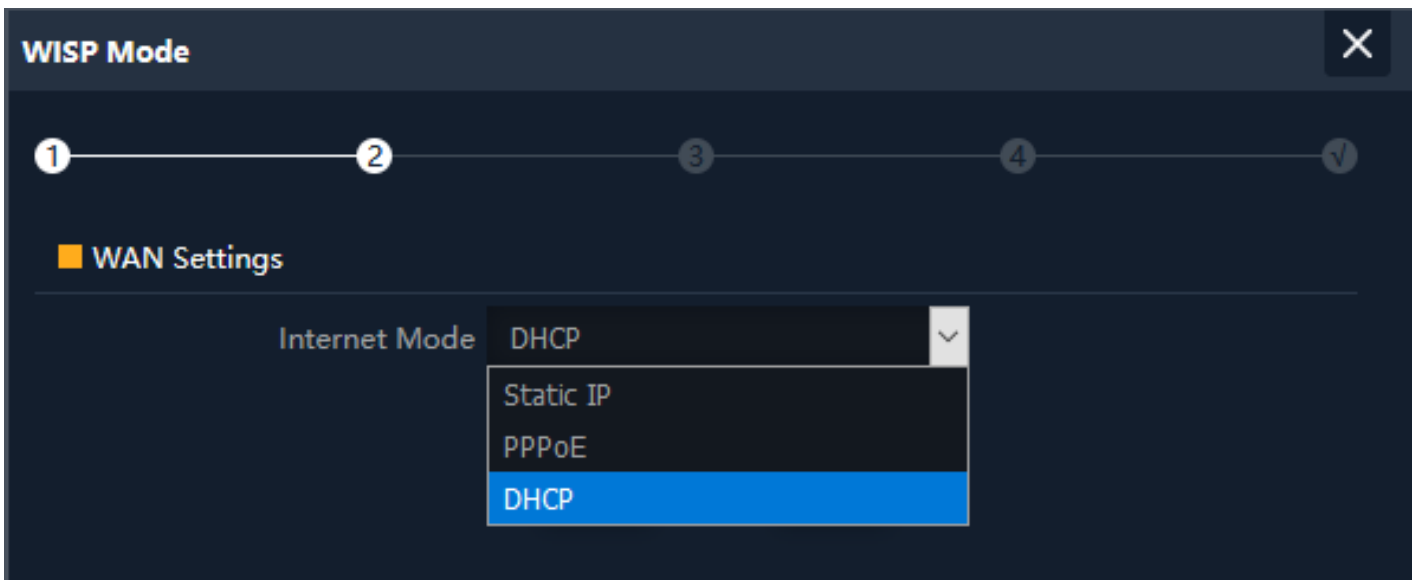 WISP Mode
1 2 3 4 √
WAN Settings
Internet Mode DHCP
Static IP
PPPoE
DHCP